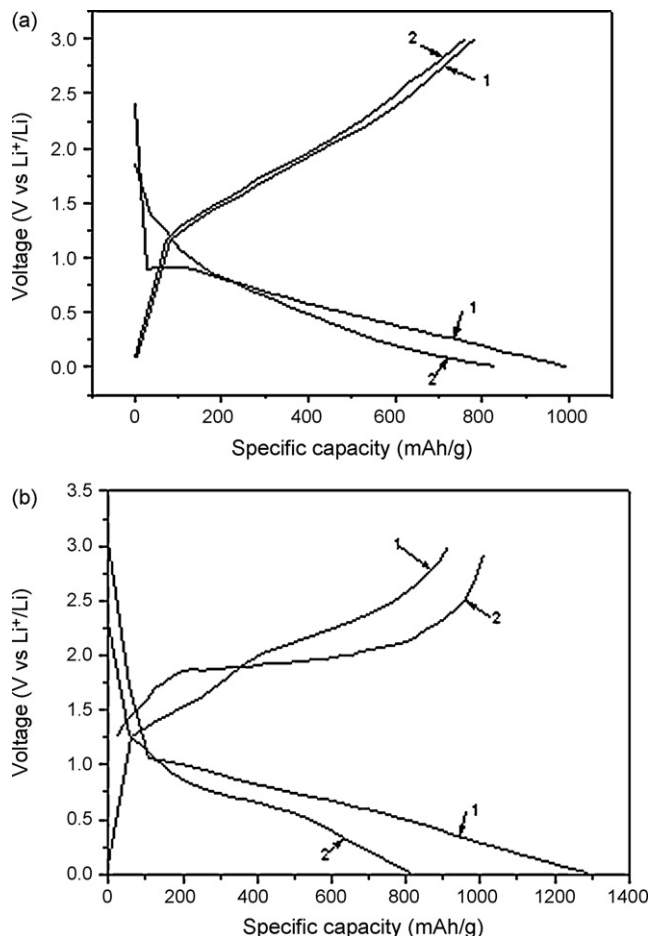 (a)
Voltage (V vs Li⁺/Li)
3.0
2.5
2.0
1.5
1.0
0.5
0.0
2
1
1
2
0 200 400 600 800 1000
Specific capacity (mAh/g)
(b)
Voltage (V vs Li⁺/Li)
3.5
3.0
2.5
2.0
1.5
1.0
0.5
0.0
1
2
1
2
0 200 400 600 800 1000 1200 1400
Specific capacity (mAh/g)